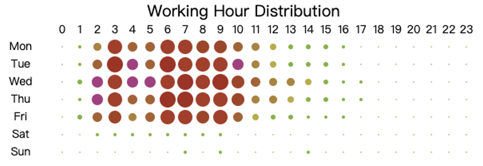 Working Hour Distribution
0 1 2 3 4 5 6 7 8 9 10 11 12 13 14 15 16 17 18 19 20 21 22 23
Mon
Tue
Wed
Thu
Fri
Sat
Sun